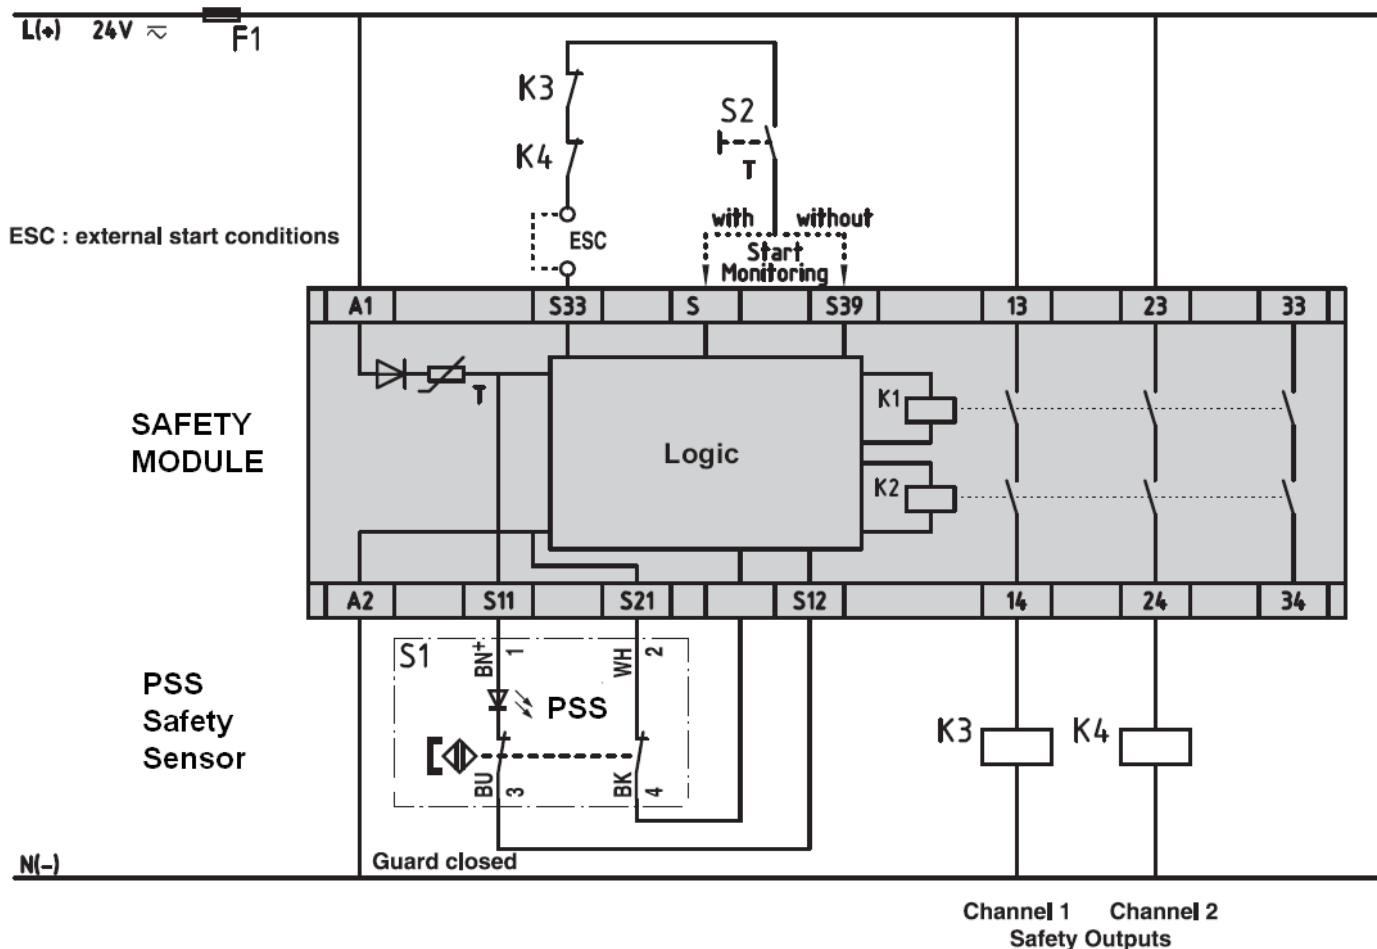 L(+) 24V F1
K3
S2
K4
T
with without
ESC : external start conditions
ESC
Start
Monitoring
A1 S33 S S39 13 23 33
T
K1
SAFETY
MODULE
Logic
K2
A2 S11 S21 S12 14 24 34
S1 BN+ 1 WH 2
PSS
Safety
Sensor
PSS
K3 K4
BU 3 BK 4
N(-)
Guard closed
Channel 1 Channel 2
Safety Outputs